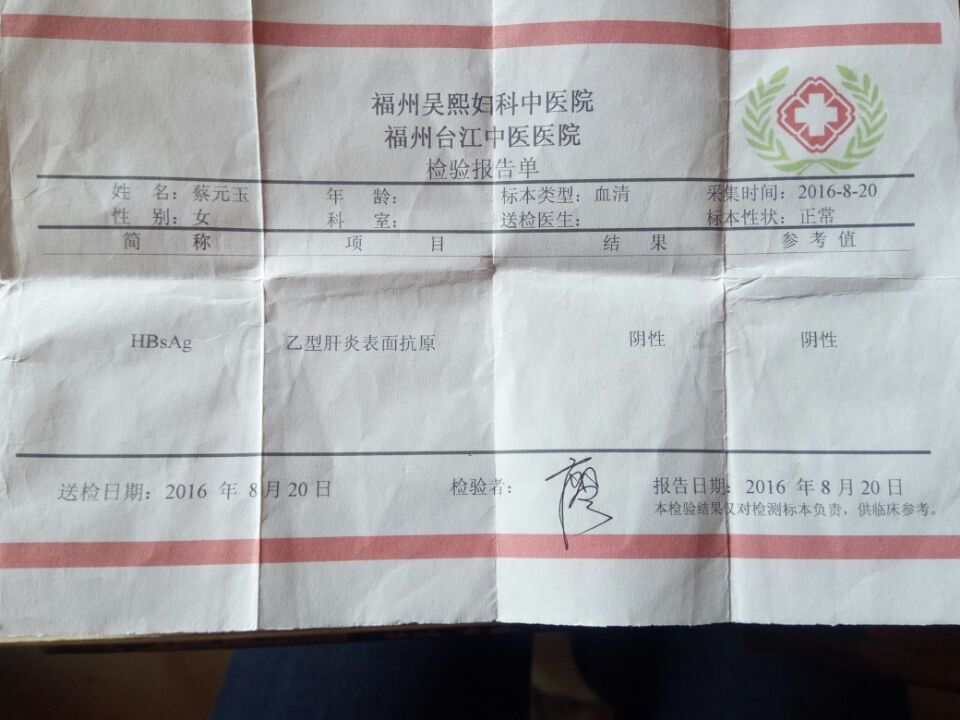 福州吴熙妇科中医院
福州台江中医医院
检验报告单
姓 名：蔡元玉 年 龄： 标本类型：血清 采集时间：2016-8-20
性 别：女 科 室： 送检医生： 标本性状：正常
简 称 项 目 结 果 参 考 值
HBsAg 乙型肝炎表面抗原 阴性 阴性
送检日期：2016 年 8月20日 检验者：廖 报告日期：2016 年8月20日
本检验结果仅对检测标本负责，供临床参考。